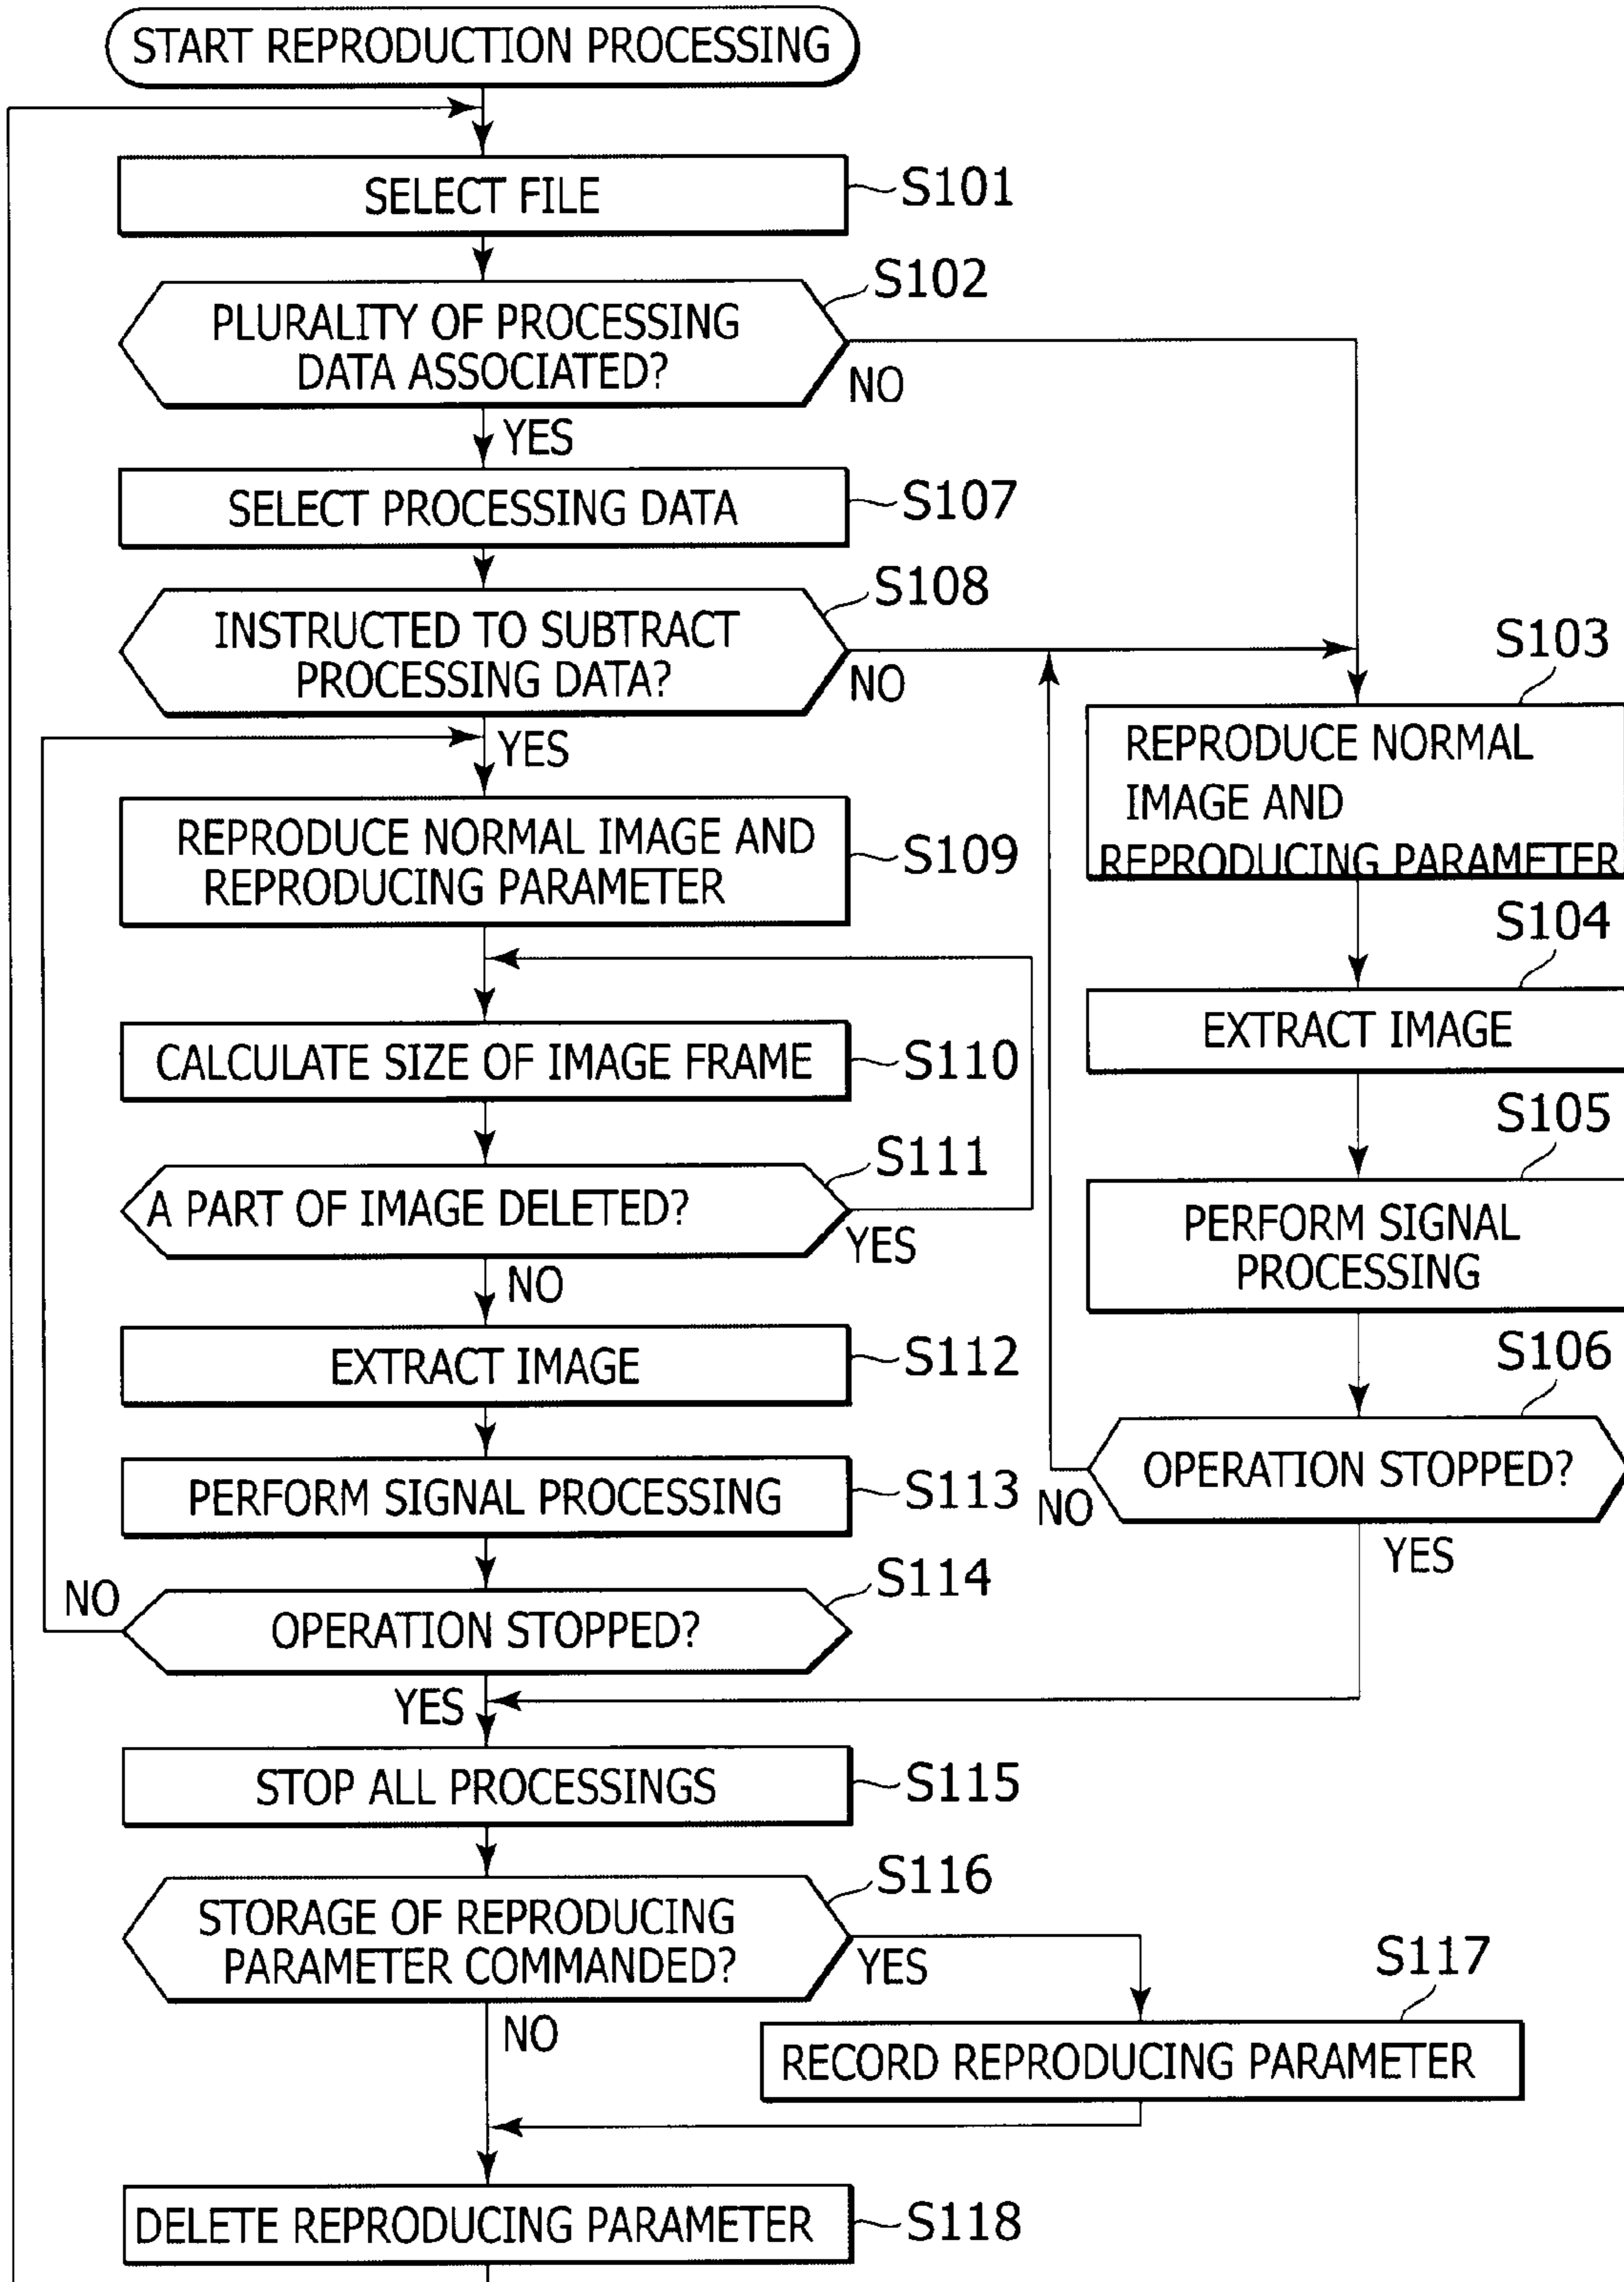 START REPRODUCTION PROCESSING
SELECT FILE
S101
S102
PLURALITY OF PROCESSING
DATA ASSOCIATED?
NO
YES
SELECT PROCESSING DATA
S107
S108
INSTRUCTED TO SUBTRACT
PROCESSING DATA?
NO
YES
S103
REPRODUCE NORMAL
IMAGE AND
REPRODUCING PARAMETER
REPRODUCE NORMAL IMAGE AND
REPRODUCING PARAMETER
S109
S104
EXTRACT IMAGE
CALCULATE SIZE OF IMAGE FRAME
S110
S105
PERFORM SIGNAL
PROCESSING
S111
A PART OF IMAGE DELETED?
YES
NO
EXTRACT IMAGE
S112
S106
OPERATION STOPPED?
NO
YES
PERFORM SIGNAL PROCESSING
S113
S114
NO
OPERATION STOPPED?
YES
STOP ALL PROCESSINGS
S115
S116
STORAGE OF REPRODUCING
PARAMETER COMMANDED?
YES
NO
S117
RECORD REPRODUCING PARAMETER
DELETE REPRODUCING PARAMETER
S118